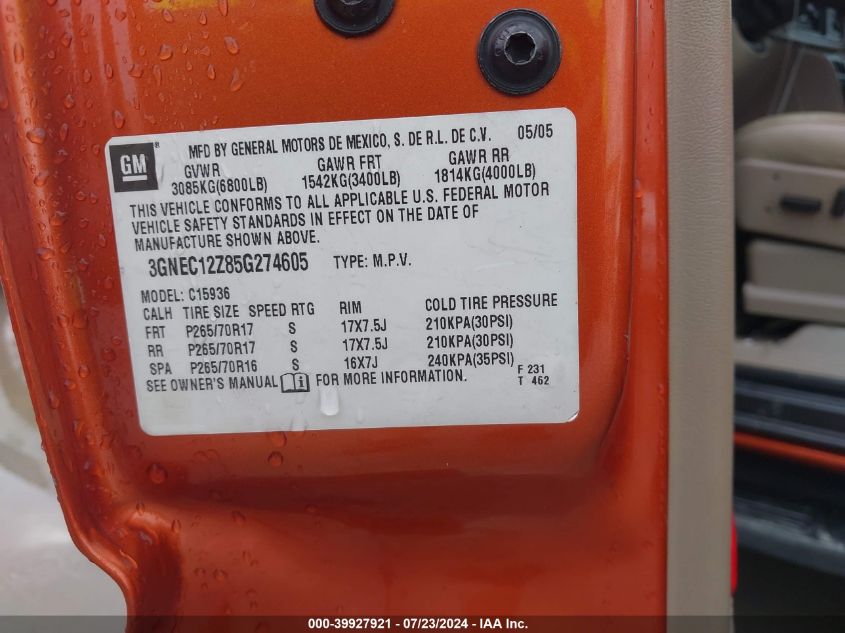 GM®
MFD BY GENERAL MOTORS DE MEXICO, S. DE R.L. DE C.V. 05/05
GVWR GAWR FRT GAWR RR
3085KG(6800LB) 1542KG(3400LB) 1814KG(4000LB)
THIS VEHICLE CONFORMS TO ALL APPLICABLE U.S. FEDERAL MOTOR
VEHICLE SAFETY STANDARDS IN EFFECT ON THE DATE OF
MANUFACTURE SHOWN ABOVE.
3GNEC12Z85G274605 TYPE: M.P.V.
MODEL: C15936
CALH TIRE SIZE SPEED RTG RIM COLD TIRE PRESSURE
FRT P265/70R17 S 17X7.5J 210KPA(30PSI)
RR P265/70R17 S 17X7.5J 210KPA(30PSI)
SPA P265/70R16 S 16X7J 240KPA(35PSI)
SEE OWNER'S MANUAL FOR MORE INFORMATION.
F 231
T 462
000-39927921 / 07/23/2024 - IAA Inc.